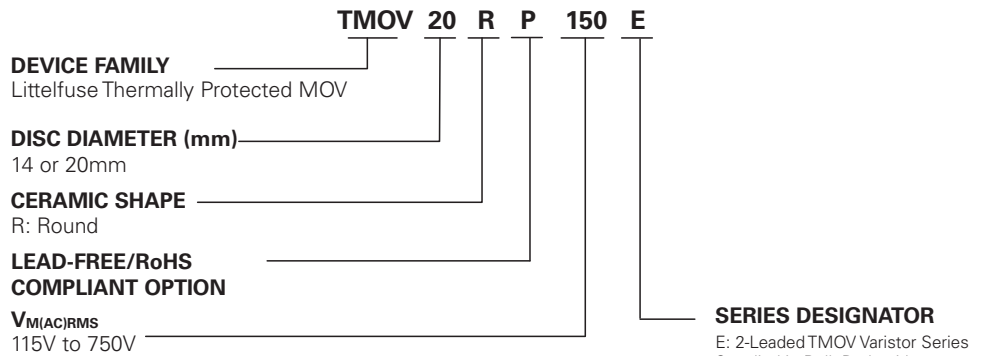 TMOV 20 R P 150 E
DEVICE FAMILY
Littelfuse Thermally Protected MOV
DISC DIAMETER (mm)
14 or 20mm
CERAMIC SHAPE
R: Round
LEAD-FREE/RoHS
COMPLIANT OPTION
VM(AC)RMS
115V to 750V
SERIES DESIGNATOR
E: 2-Leaded TMOV Varistor Series